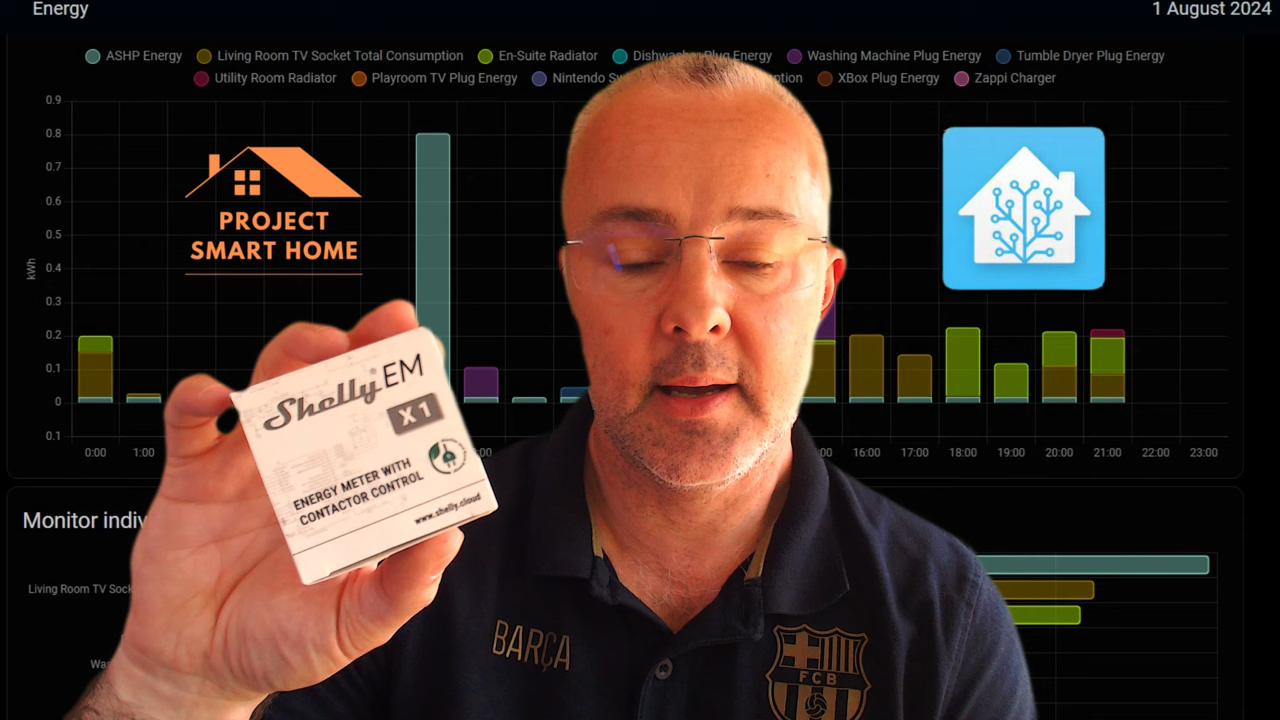 Energy
1 August 2024
ASHP Energy
Living Room TV Socket Total Consumption
En-Suite Radiator
Plug Energy
Washing Machine Plug Energy
Tumble Dryer Plug Energy
Utility Room Radiator
Playroom TV Plug Energy
Nintendo
XBox Plug Energy
Zappi Charger
0.9
0.8
0.7
0.6
0.5
0.4
0.3
0.2
0.1
0
0.1
kWh
PROJECT
SMART HOME
Shelly EM
X1
ENERGY METER WITH
CONTACTOR CONTROL
www.shelly.cloud
0:00
1:00
16:00
17:00
18:00
19:00
20:00
21:00
22:00
23:00
Monitor
Living Room TV
BARÇA
FCB